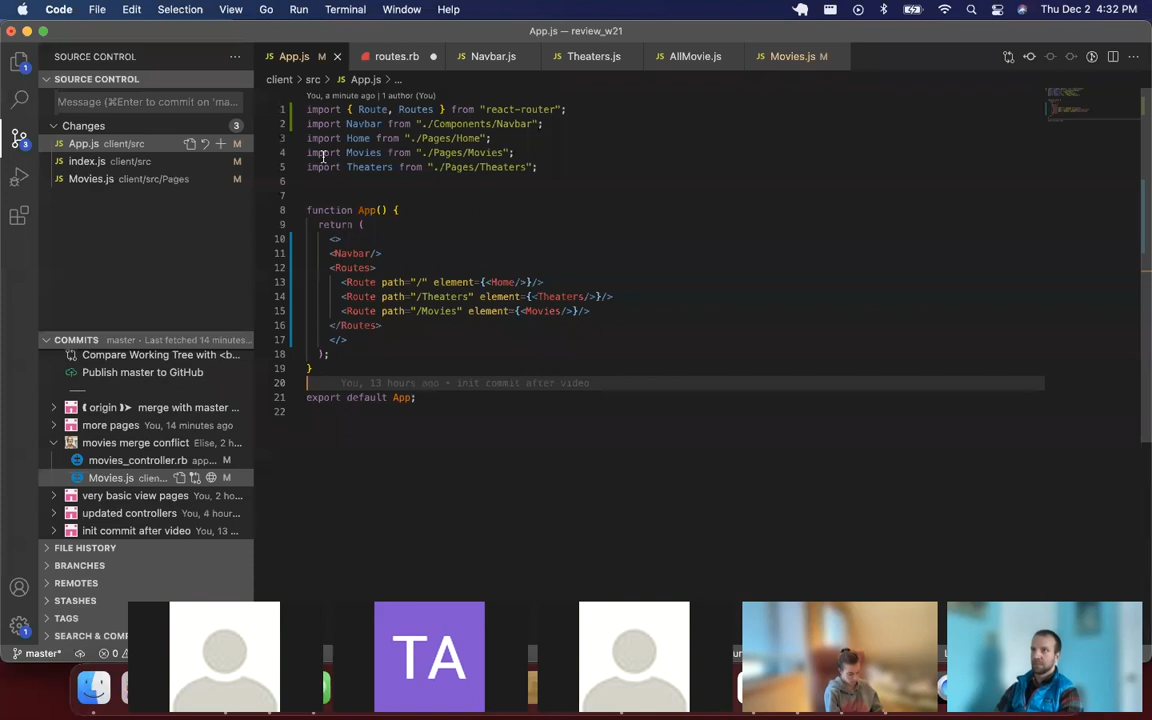 Code File Edit Selection View Go Run Terminal Window Help Thu Dec 2 4:32 PM
App.js — review_w21
SOURCE CONTROL
App.js M
routes.rb
Navbar.js
Theaters.js
AllMovie.js
Movies.js M
SOURCE CONTROL
client > src > App.js > ...
Message (⌘Enter to commit on 'ma...
You, a minute ago | 1 author (You)
Changes 3
App.js client/src M
index.js client/src M
Movies.js client/src/Pages M
1 import { Route, Routes } from "react-router";
2 import Navbar from "./Components/Navbar";
3 import Home from "./Pages/Home";
4 import Movies from "./Pages/Movies";
5 import Theaters from "./Pages/Theaters";
6
7
8 function App() {
9 return (
10 <>
11 <Navbar/>
12 <Routes>
13 <Route path="/" element={<Home/>}/>
14 <Route path="/Theaters" element={<Theaters/>}/>
15 <Route path="/Movies" element={<Movies/>}/>
16 </Routes>
17 </>
18 );
19 }
20 You, 13 hours ago • init commit after video
21 export default App;
22
COMMITS master • Last fetched 14 minutes...
Compare Working Tree with <b...
Publish master to GitHub
origin merge with master ...
more pages You, 14 minutes ago
movies merge conflict Elise, 2 h...
movies_controller.rb app... M
Movies.js clien... M
very basic view pages You, 2 ho...
updated controllers You, 4 hour...
init commit after video You, 13 ...
FILE HISTORY
BRANCHES
REMOTES
STASHES
TAGS
SEARCH & COMP
1
3
1
master* 0
TA